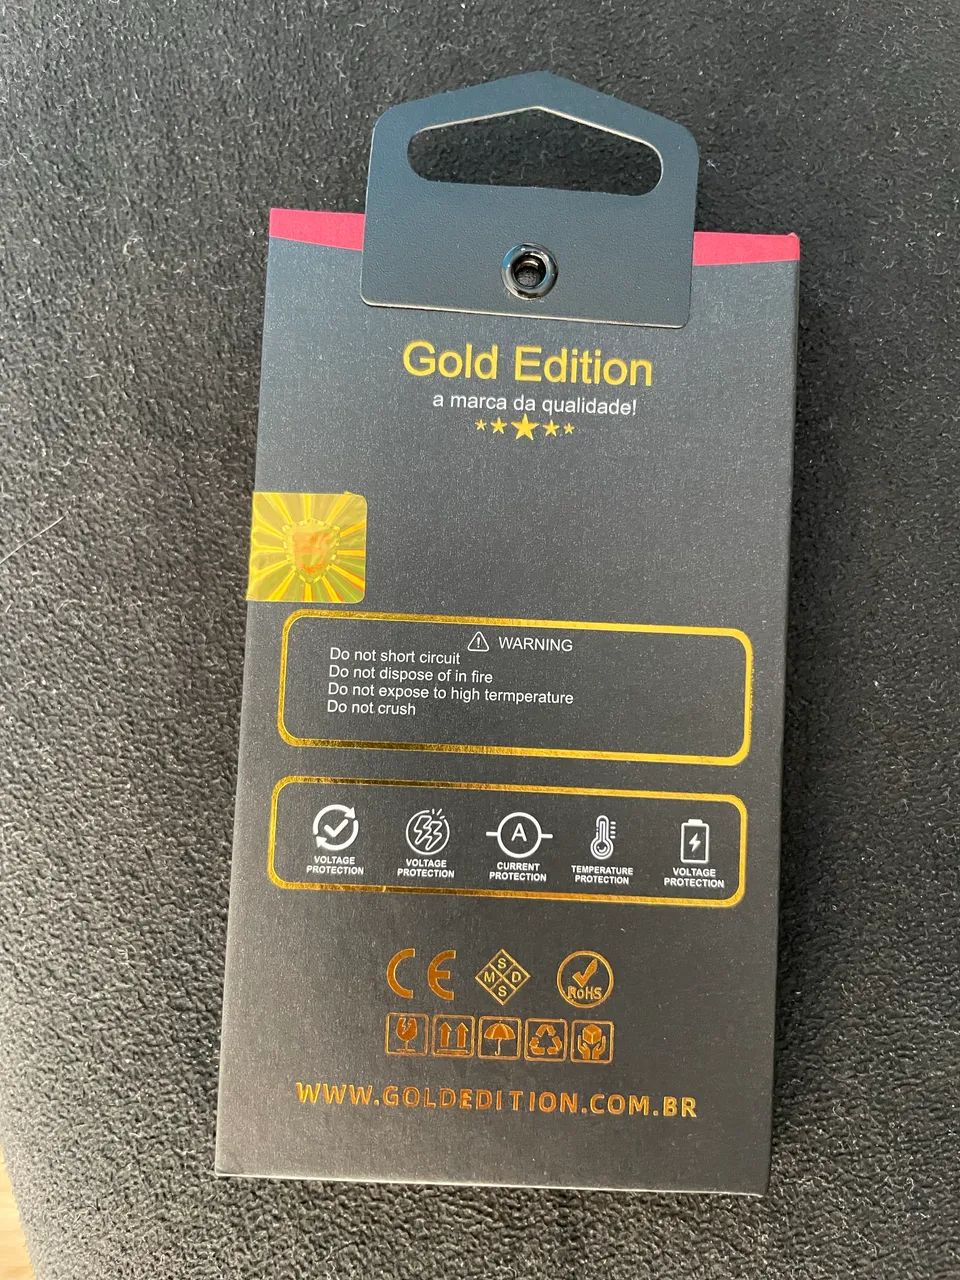 Gold Edition
a marca da qualidade!
WARNING
Do not short circuit
Do not dispose of in fire
Do not expose to high termperature
Do not crush
A
VOLTAGE
PROTECTION
VOLTAGE
PROTECTION
CURRENT
PROTECTION
TEMPERATURE
PROTECTION
VOLTAGE
PROTECTION
CE
S
M D
S
RoHS
WWW.GOLDEDITION.COM.BR